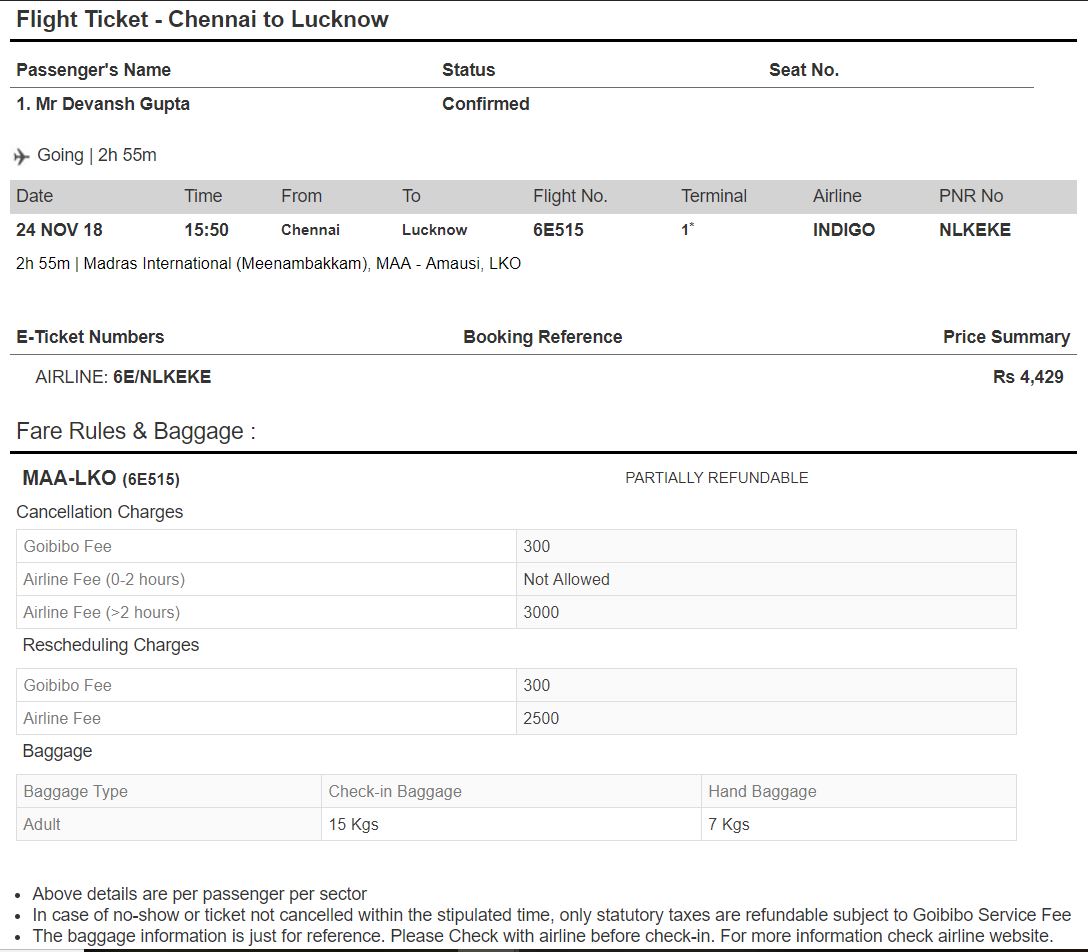 Flight Ticket - Chennai to Lucknow
Passenger's Name Status Seat No.
1. Mr Devansh Gupta Confirmed
Going | 2h 55m
Date Time From To Flight No. Terminal Airline PNR No
24 NOV 18 15:50 Chennai Lucknow 6E515 1* INDIGO NLKEKE
2h 55m | Madras International (Meenambakkam), MAA - Amausi, LKO
E-Ticket Numbers Booking Reference Price Summary
AIRLINE: 6E/NLKEKE Rs 4,429
Fare Rules & Baggage :
MAA-LKO (6E515) PARTIALLY REFUNDABLE
Cancellation Charges
Goibibo Fee 300
Airline Fee (0-2 hours) Not Allowed
Airline Fee (>2 hours) 3000
Rescheduling Charges
Goibibo Fee 300
Airline Fee 2500
Baggage
Baggage Type Check-in Baggage Hand Baggage
Adult 15 Kgs 7 Kgs
• Above details are per passenger per sector
• In case of no-show or ticket not cancelled within the stipulated time, only statutory taxes are refundable subject to Goibibo Service Fee
• The baggage information is just for reference. Please Check with airline before check-in. For more information check airline website.